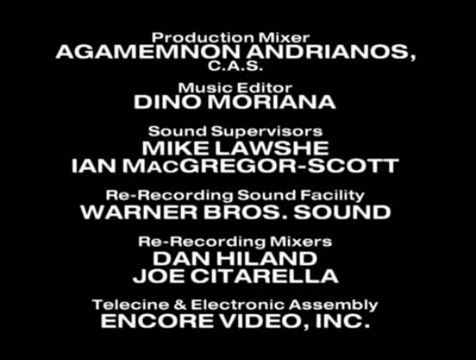 Production Mixer
AGAMEMNON ANDRIANOS,
C.A.S.
Music Editor
DINO MORIANA
Sound Supervisors
MIKE LAWSHE
IAN MACGREGOR-SCOTT
Re-Recording Sound Facility
WARNER BROS. SOUND
Re-Recording Mixers
DAN HILAND
JOE CITARELLA
Telecine & Electronic Assembly
ENCORE VIDEO, INC.